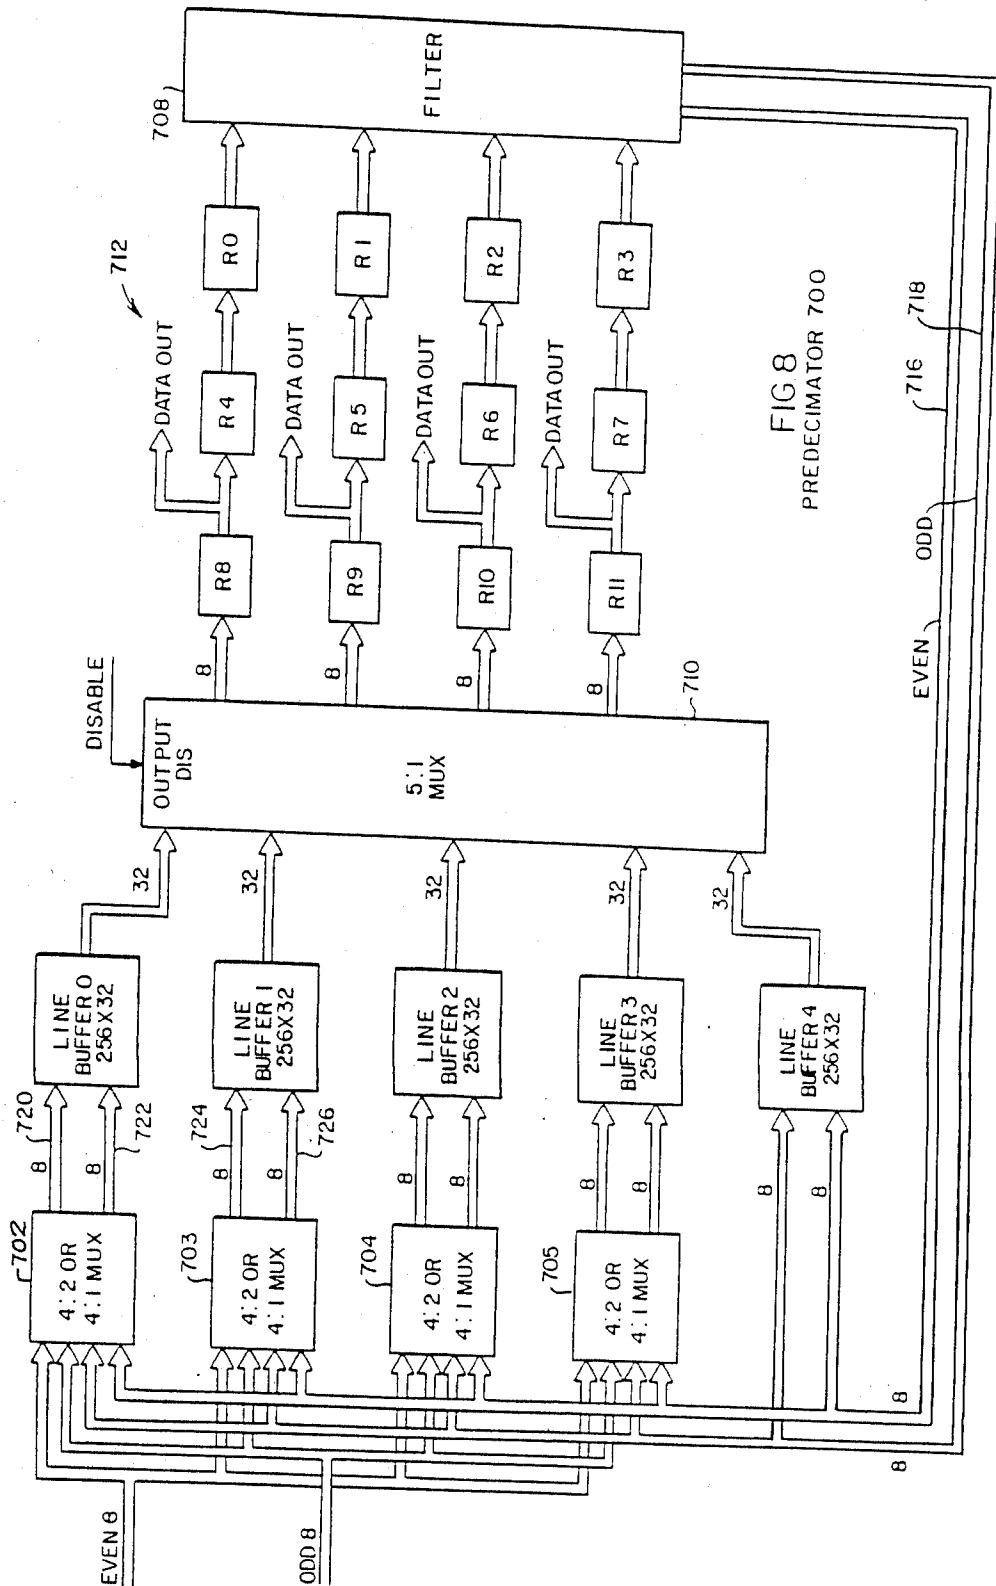 EVEN 8
ODD 8
702
4:2 OR
4:1 MUX
703
4:2 OR
4:1 MUX
704
4:2 OR
4:1 MUX
705
4:2 OR
4:1 MUX
8
720
8
722
8
724
8
726
8
8
8
8
8
8
LINE
BUFFER 0
256X32
LINE
BUFFER 1
256X32
LINE
BUFFER 2
256X32
LINE
BUFFER 3
256X32
LINE
BUFFER 4
256X32
32
32
32
32
32
DISABLE
OUTPUT
DIS
5:1
MUX
710
8
8
8
8
R8
R9
R10
R11
DATA OUT
DATA OUT
DATA OUT
DATA OUT
712
R4
R5
R6
R7
R0
R1
R2
R3
708
FILTER
FIG. 8
PREDECIMATOR 700
EVEN
716
ODD
718
8
8